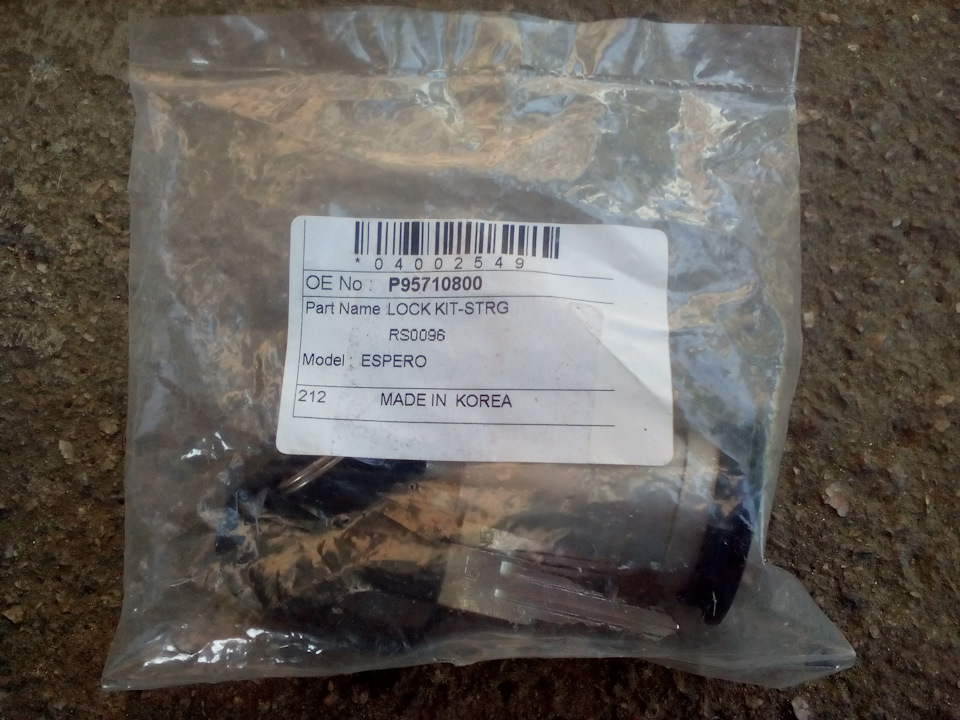 * 04002549
OE No : P95710800
Part Name :LOCK KIT-STRG
RS0096
Model : ESPERO
212 MADE IN KOREA